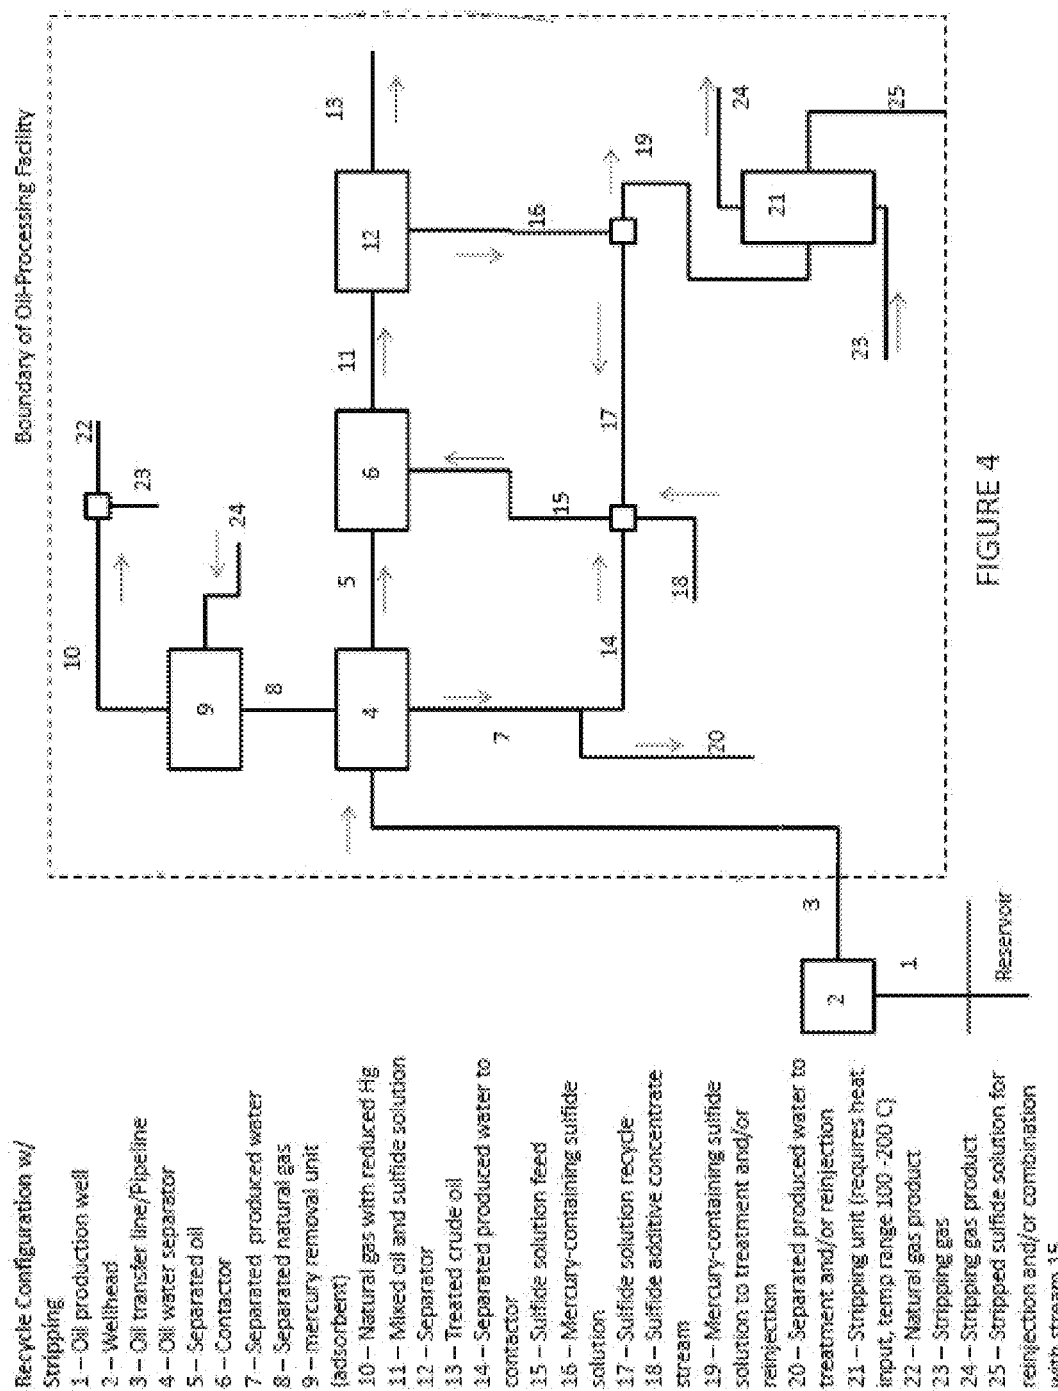 Recycle Configuration w/
Stripping
1 – Oil production well
2 – Wellhead
3 – Oil transfer line/Pipeline
4 – Oil water separator
5 – Separated oil
6 – Contactor
7 – Separated produced water
8 – Separated natural gas
9 – mercury removal unit
(adsorbent)
10 – Natural gas with reduced Hg
11 – Mixed oil and sulfide solution
12 – Separator
13 – Treated crude oil
14 – Separated produced water to
contactor
15 – Sulfide solution feed
16 – Mercury-containing sulfide
solution
17 – Sulfide solution recycle
18 – Sulfide additive concentrate
stream
19 – Mercury-containing sulfide
solution to treatment and/or
reinjection
20 – Separated produced water to
treatment and/or reinjection
21 – Stripping unit (requires heat
input, temp range 100 -200 C)
22 – Natural gas product
23 – Stripping gas
24 – Stripping gas product
25 – Stripped sulfide solution for
reinjection and/or combination
with stream 15
Boundary of Oil-Processing Facility
22
23
10
24
9
8
13
12
11
6
5
4
16
19
24
25
21
23
17
15
18
14
7
20
3
2
1
Reservoir
FIGURE 4